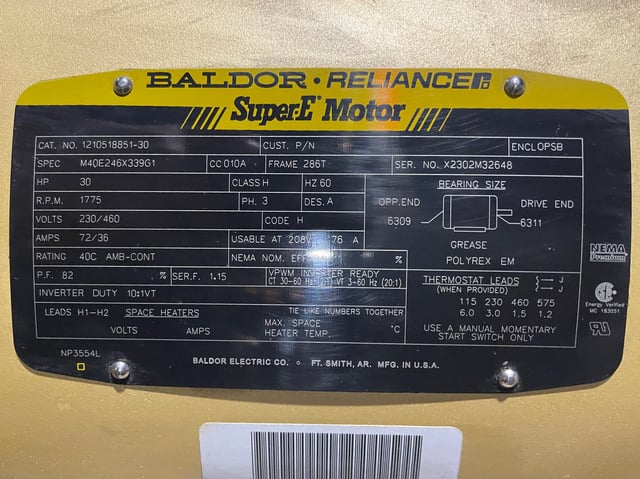 BALDOR · RELIANCER
Super-E® Motor
CAT. NO. 1210518851-30 CUST. P/N ENCL OPSB
SPEC M40E246X339G1 CC 010A FRAME 286T SER. NO. X2302M32648
HP 30 CLASS H HZ 60
R.P.M. 1775 PH. 3 DES. A
VOLTS 230/460 CODE H
AMPS 72/36 USABLE AT 208V 76 A
RATING 40C AMB-CONT NEMA NOM. %
P.F. 82 % SER.F. 1.15 VPWM INVERTER READY
CT 30-60 VT 3-60 Hz (20:1)
INVERTER DUTY 10:1VT
LEADS H1-H2 SPACE HEATERS TIE LIKE NUMBERS TOGETHER
VOLTS AMPS MAX. SPACE HEATER TEMP. °C
BEARING SIZE
OPP.END DRIVE END
6309 6311
GREASE
POLYREX EM
THERMOSTAT LEADS J
(WHEN PROVIDED) J
115 230 460 575
6.0 3.0 1.5 1.2
USE A MANUAL MOMENTARY
START SWITCH ONLY
NEMA
Premium
Energy Verified
MC 183051
NP3554L
BALDOR ELECTRIC CO. FT. SMITH, AR. MFG. IN U.S.A.